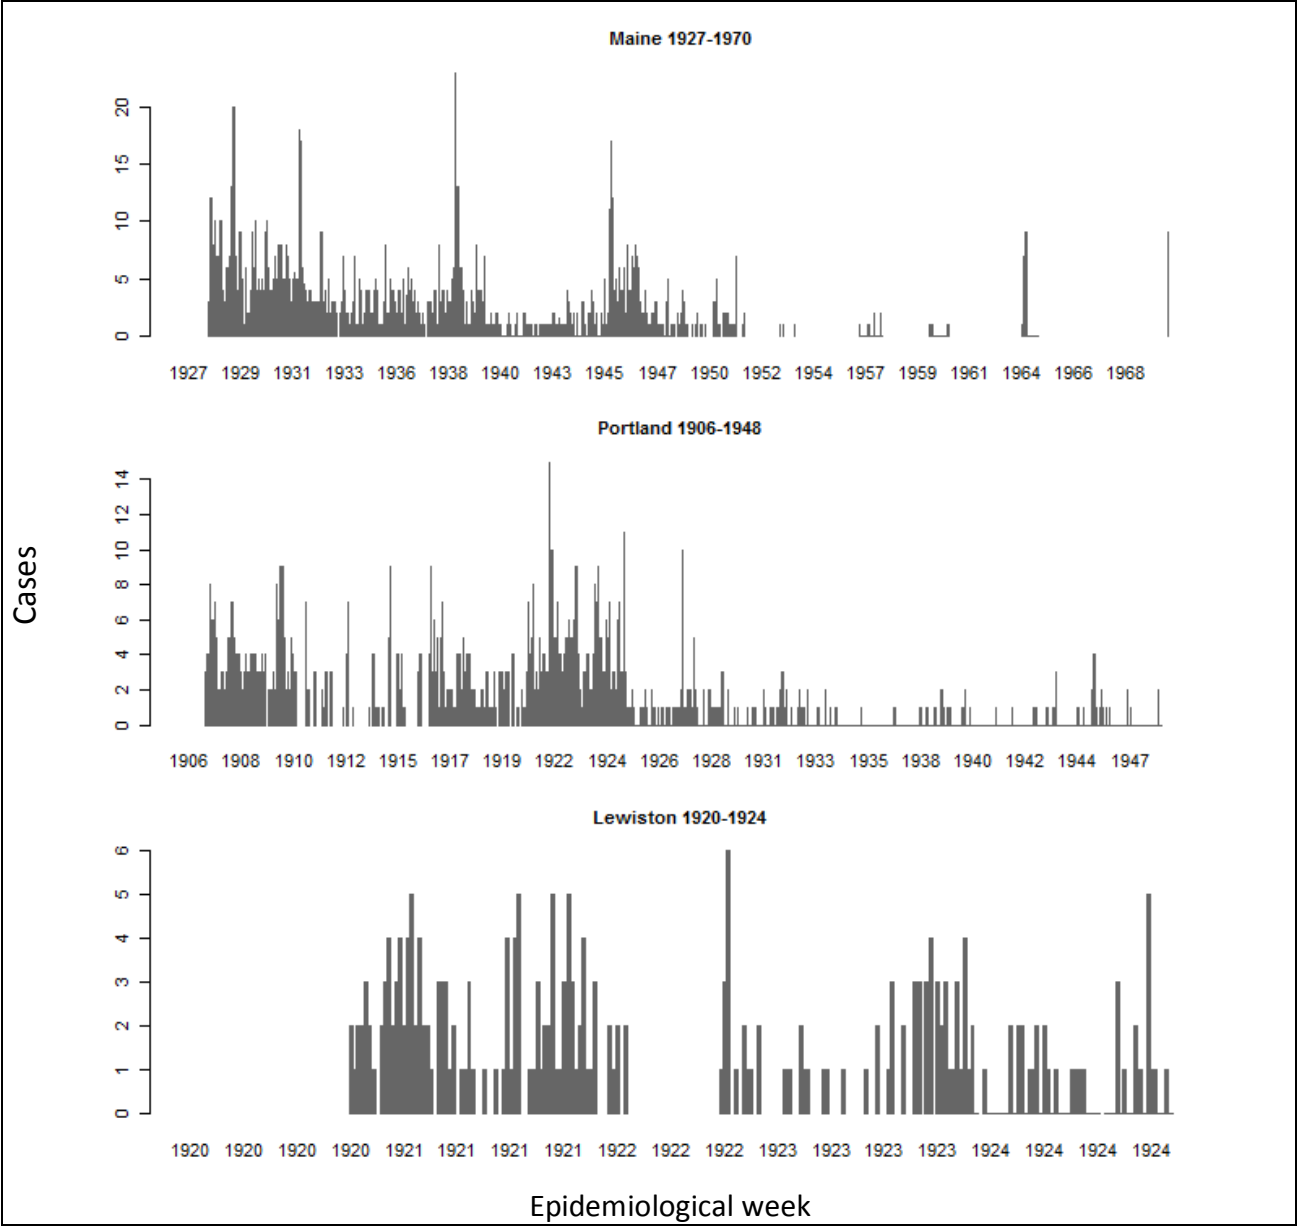 Maine 1927-1970
20
15
10
5
0
1927 1929 1931 1933 1936 1938 1940 1943 1945 1947 1950 1952 1954 1957 1959 1961 1964 1966 1968
Portland 1906-1948
14
12
10
8
6
4
2
0
Cases
1906 1908 1910 1912 1915 1917 1919 1922 1924 1926 1928 1931 1933 1935 1938 1940 1942 1944 1947
Lewiston 1920-1924
6
5
4
3
2
1
0
1920 1920 1920 1920 1921 1921 1921 1921 1922 1922 1922 1923 1923 1923 1923 1924 1924 1924 1924
Epidemiological week